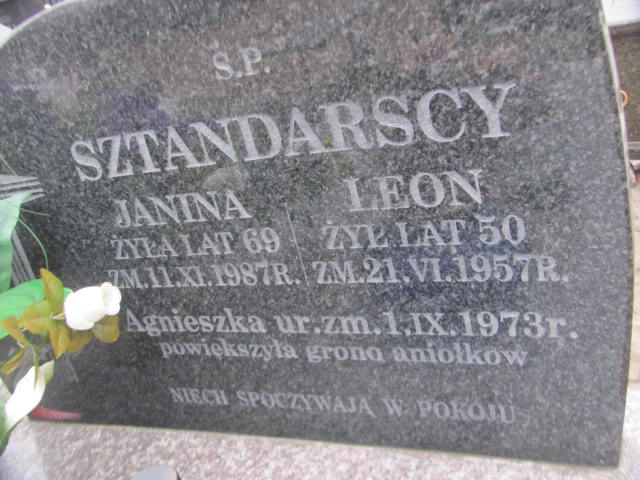 Ś.P.
SZTANDARSCY
JANINA LEON
ŻYŁA LAT 69 ŻYŁ LAT 50
ZM.11.XI.1987R. ZM.21.VI.1957R.
Agnieszka ur.zm.1.IX.1973r.
powiększyła grono aniołków
NIECH SPOCZYWAJĄ W POKOJU